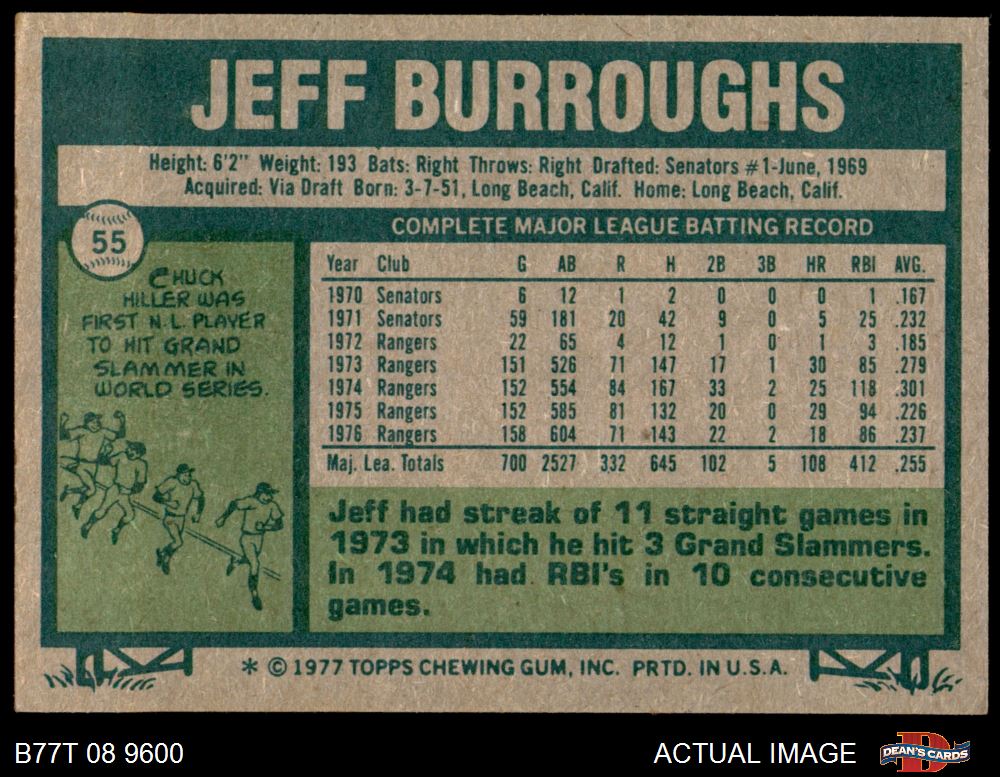 JEFF BURROUGHS
Height: 6'2" Weight: 193 Bats: Right Throws: Right Drafted: Senators #1-June, 1969
Acquired: Via Draft Born: 3-7-51, Long Beach, Calif. Home: Long Beach, Calif.
55
CHUCK
HILLER WAS
FIRST N.L. PLAYER
TO HIT GRAND
SLAMMER IN
WORLD SERIES.
COMPLETE MAJOR LEAGUE BATTING RECORD
Year Club G AB R H 2B 3B HR RBI AVG.
1970 Senators 6 12 1 2 0 0 0 1 .167
1971 Senators 59 181 20 42 9 0 5 25 .232
1972 Rangers 22 65 4 12 1 0 1 3 .185
1973 Rangers 151 526 71 147 17 1 30 85 .279
1974 Rangers 152 554 84 167 33 2 25 118 .301
1975 Rangers 152 585 81 132 20 0 29 94 .226
1976 Rangers 158 604 71 143 22 2 18 86 .237
Maj. Lea. Totals 700 2527 332 645 102 5 108 412 .255
Jeff had streak of 11 straight games in
1973 in which he hit 3 Grand Slammers.
In 1974 had RBI's in 10 consecutive
games.
* © 1977 TOPPS CHEWING GUM, INC. PRTD. IN U.S.A.
B77T 08 9600
ACTUAL IMAGE
DEAN'S CARDS